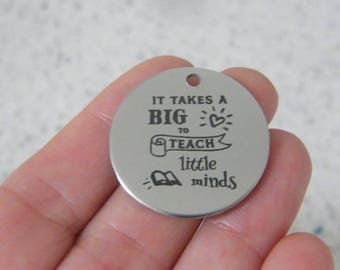 IT TAKES A
BIG
TO
TEACH
little
minds